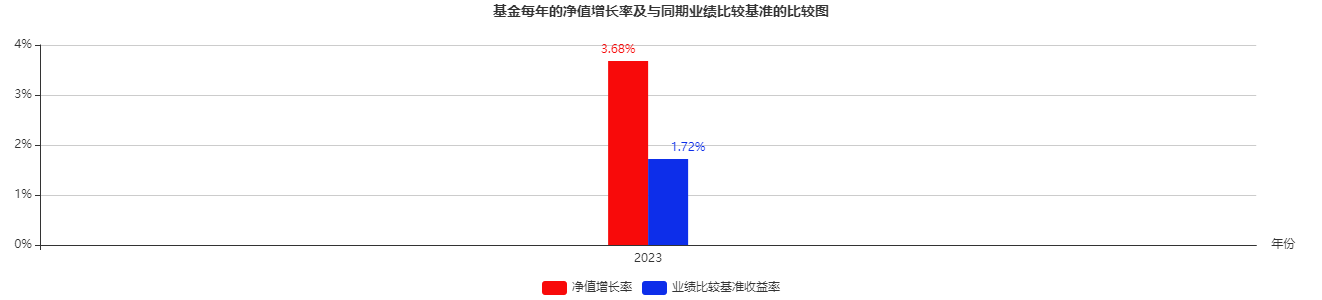 基金每年的净值增长率及与同期业绩比较基准的比较图
4%
3.68%
3%
2%
1.72%
1%
0%
年份
2023
净值增长率 业绩比较基准收益率